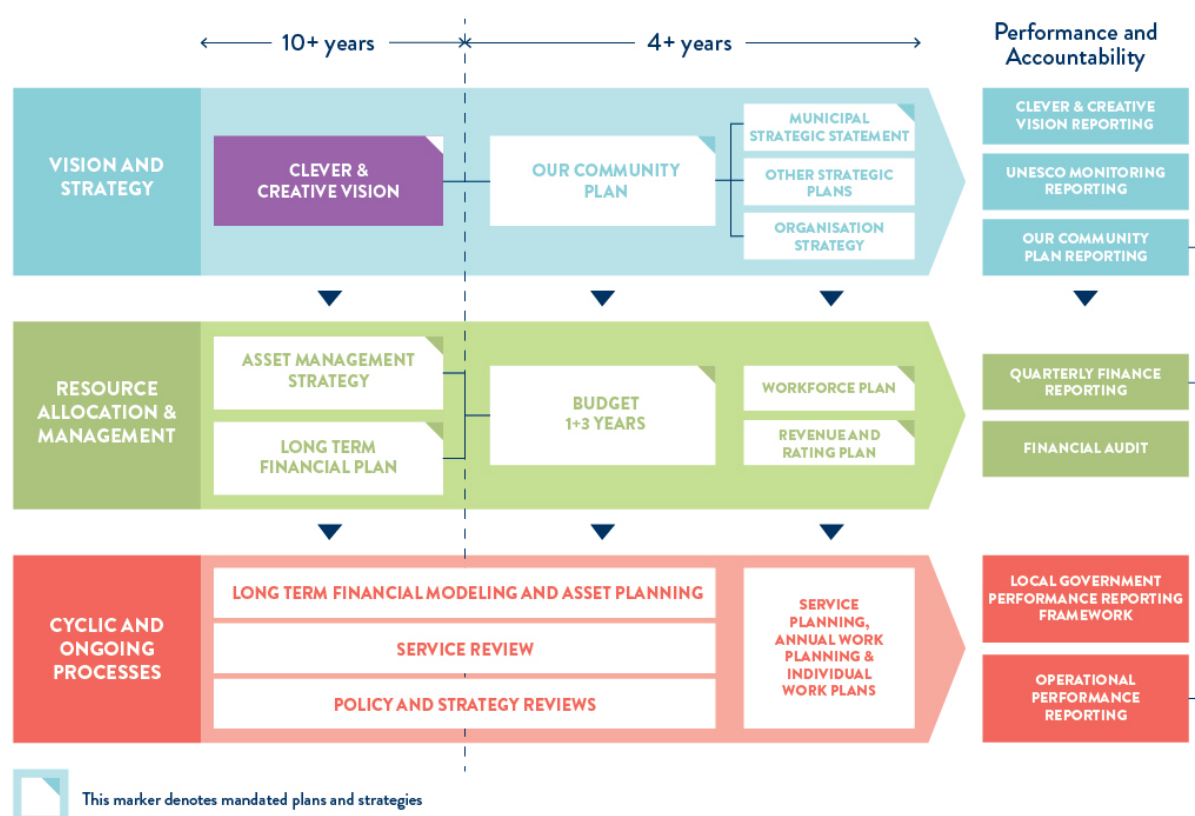 10+ years
4+ years
Performance and
Accountability
VISION AND
STRATEGY
CLEVER &
CREATIVE VISION
OUR COMMUNITY
PLAN
MUNICIPAL
STRATEGIC STATEMENT
OTHER STRATEGIC
PLANS
ORGANISATION
STRATEGY
CLEVER & CREATIVE
VISION REPORTING
UNESCO MONITORING
REPORTING
OUR COMMUNITY
PLAN REPORTING
RESOURCE
ALLOCATION &
MANAGEMENT
ASSET MANAGEMENT
STRATEGY
LONG TERM
FINANCIAL PLAN
BUDGET
1+3 YEARS
WORKFORCE PLAN
REVENUE AND
RATING PLAN
QUARTERLY FINANCE
REPORTING
FINANCIAL AUDIT
CYCLIC AND
ONGOING
PROCESSES
LONG TERM FINANCIAL MODELING AND ASSET PLANNING
SERVICE REVIEW
POLICY AND STRATEGY REVIEWS
SERVICE
PLANNING,
ANNUAL WORK
PLANNING &
INDIVIDUAL
WORK PLANS
LOCAL GOVERNMENT
PERFORMANCE REPORTING
FRAMEWORK
OPERATIONAL
PERFORMANCE
REPORTING
This marker denotes mandated plans and strategies